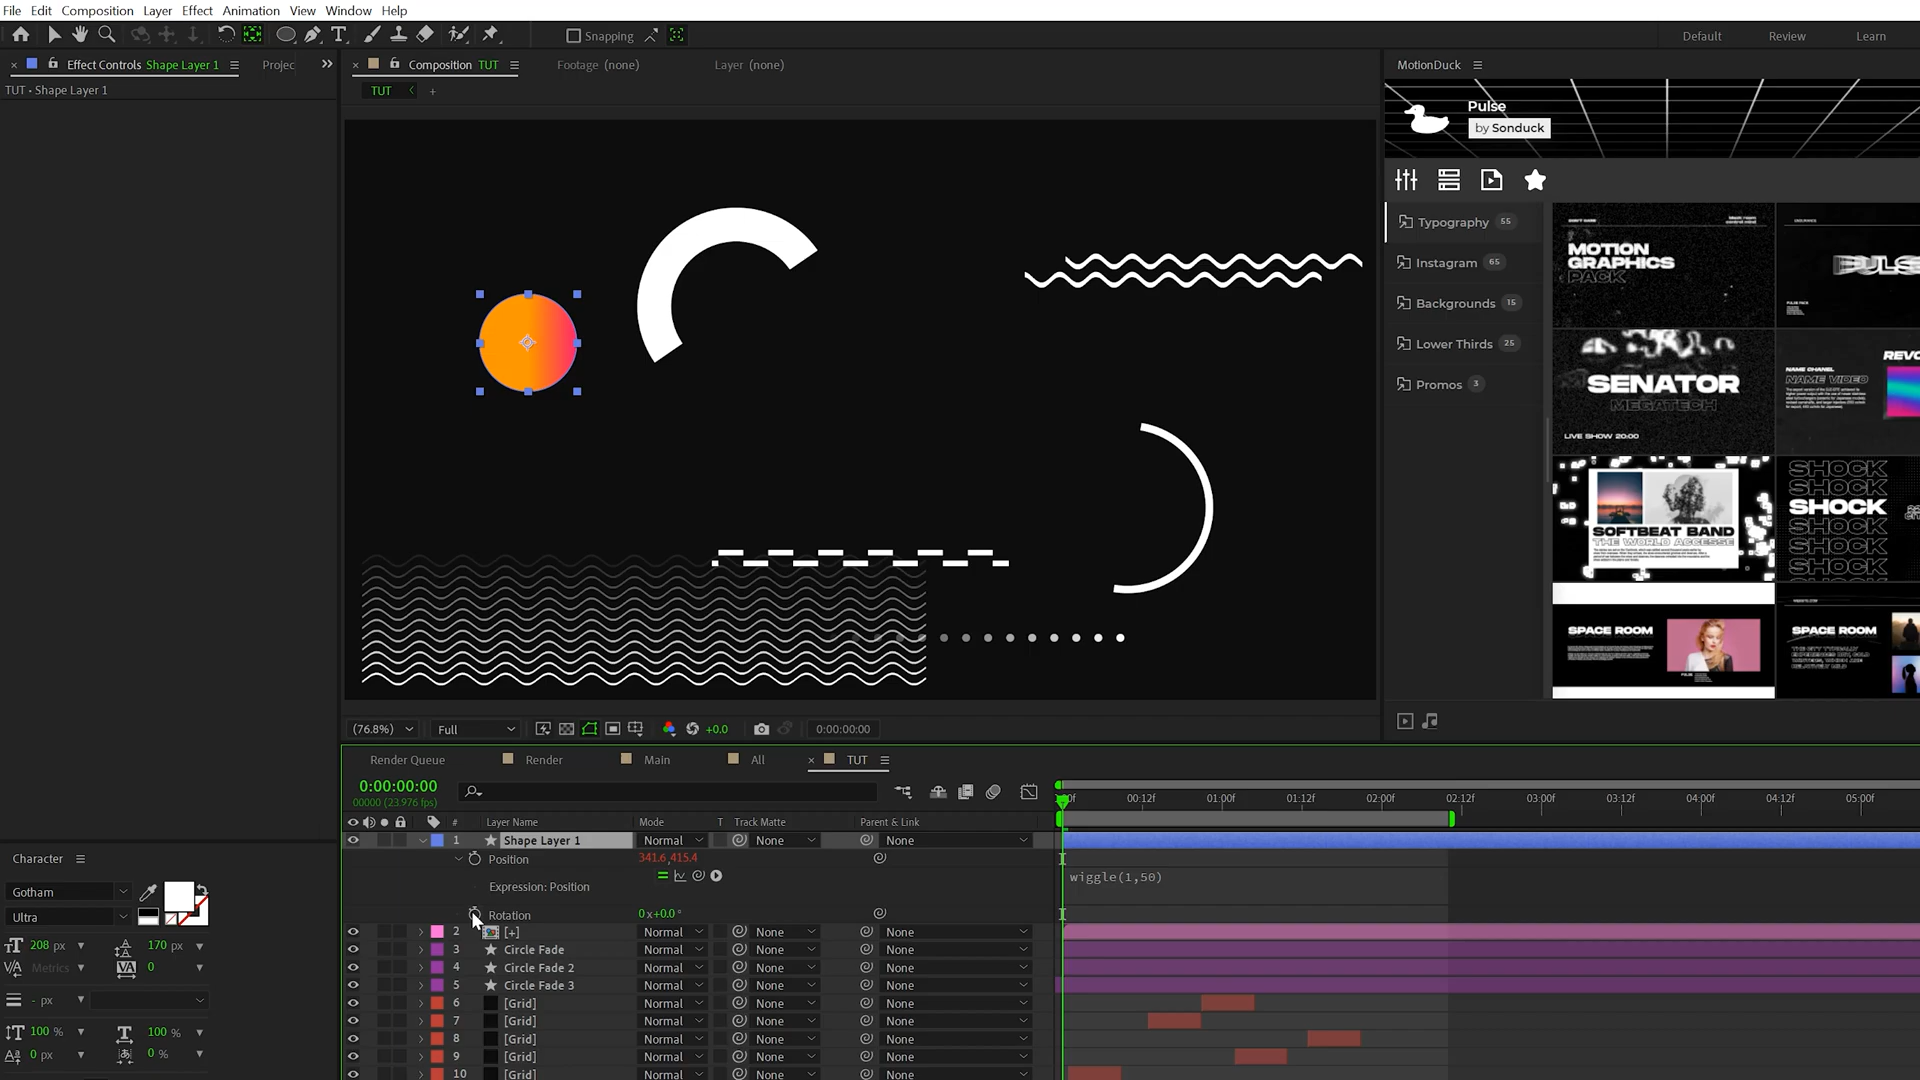 File Edit Composition Layer Effect Animation View Window Help
Snapping
Default Review Learn
Effect Controls Shape Layer 1
Projec
Composition TUT
Footage (none)
Layer (none)
MotionDuck
TUT • Shape Layer 1
TUT
Pulse
by Sonduck
Typography 55
Instagram 65
Backgrounds 15
Lower Thirds 25
Promos 3
MOTION
GRAPHICS
PACK
PULSE
SENATOR
MEGATECH
LIVE SHOW 20:00
REVO
NAME CHANEL
NAME VIDEO
SOFTBEAT BAND
THE WORLD ACCESSE
SHOCK
SHOCK
SHOCK
SHOCK
SHOCK
SPACE ROOM
SPACE ROOM
(76.8%) Full +0.0 0:00:00:00
Render Queue Render Main All TUT
0:00:00:00
00000 (23.976 fps)
:00f 00:12f 01:00f 01:12f 02:00f 02:12f 03:00f 03:12f 04:00f 04:12f 05:00f
# Layer Name Mode T Track Matte Parent & Link
1 Shape Layer 1 Normal None None
Position 341.6,415.4
Expression: Position wiggle(1,50)
Rotation 0x+0.0°
2 [+] Normal None None
3 Circle Fade Normal None None
4 Circle Fade 2 Normal None None
5 Circle Fade 3 Normal None None
6 [Grid] Normal None None
7 [Grid] Normal None None
8 [Grid] Normal None None
9 [Grid] Normal None None
10 [Grid] Normal None None
Character
Gotham
Ultra
208 px 170 px
Metrics 0
- px
100 % 100 %
0 px 0 %